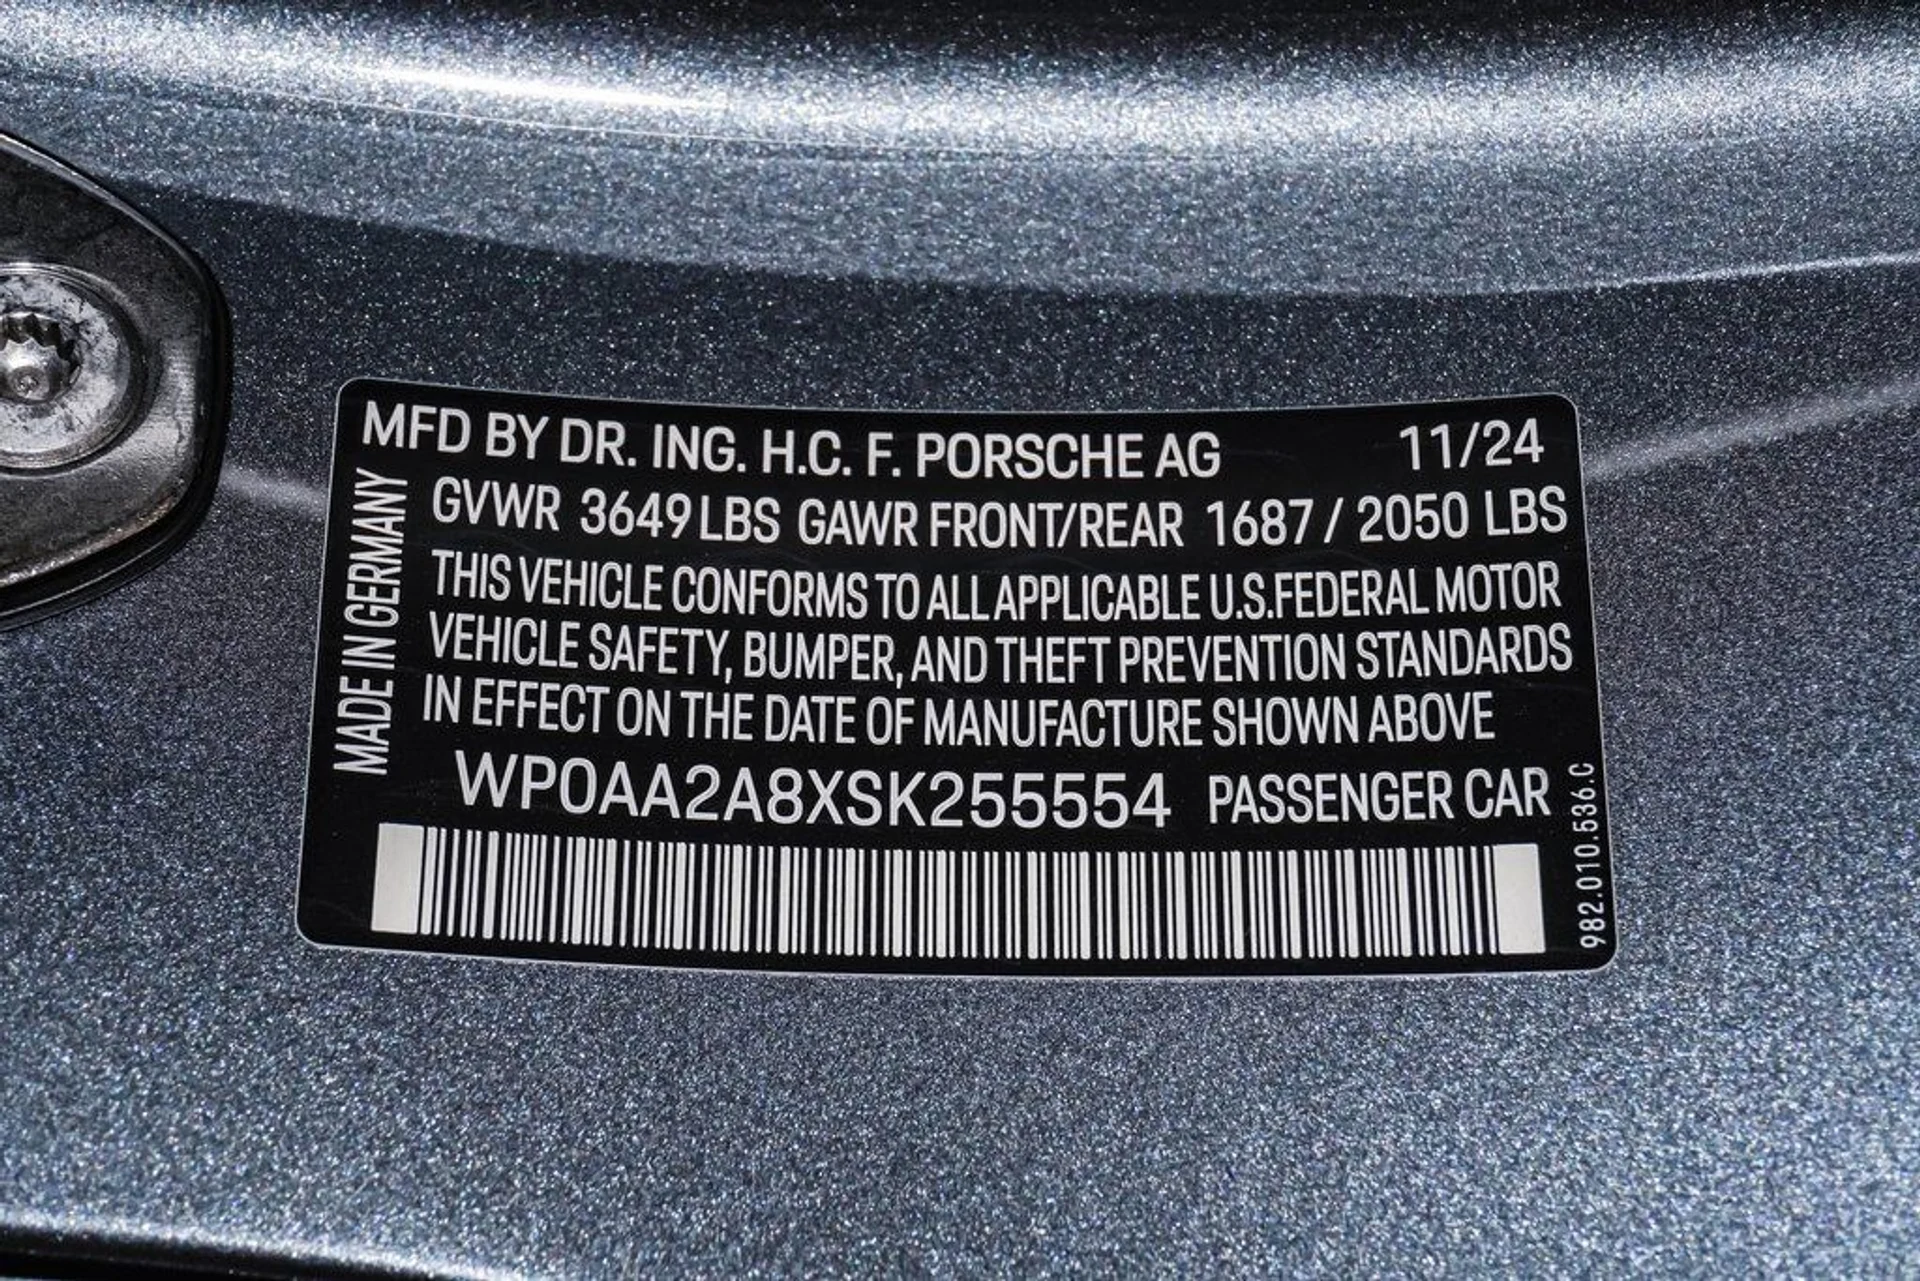 MFD BY DR. ING. H.C. F. PORSCHE AG 11/24
MADE IN GERMANY
GVWR 3649 LBS GAWR FRONT/REAR 1687 / 2050 LBS
THIS VEHICLE CONFORMS TO ALL APPLICABLE U.S.FEDERAL MOTOR
VEHICLE SAFETY, BUMPER, AND THEFT PREVENTION STANDARDS
IN EFFECT ON THE DATE OF MANUFACTURE SHOWN ABOVE
WP0AA2A8XSK255554 PASSENGER CAR
982.010.536.C